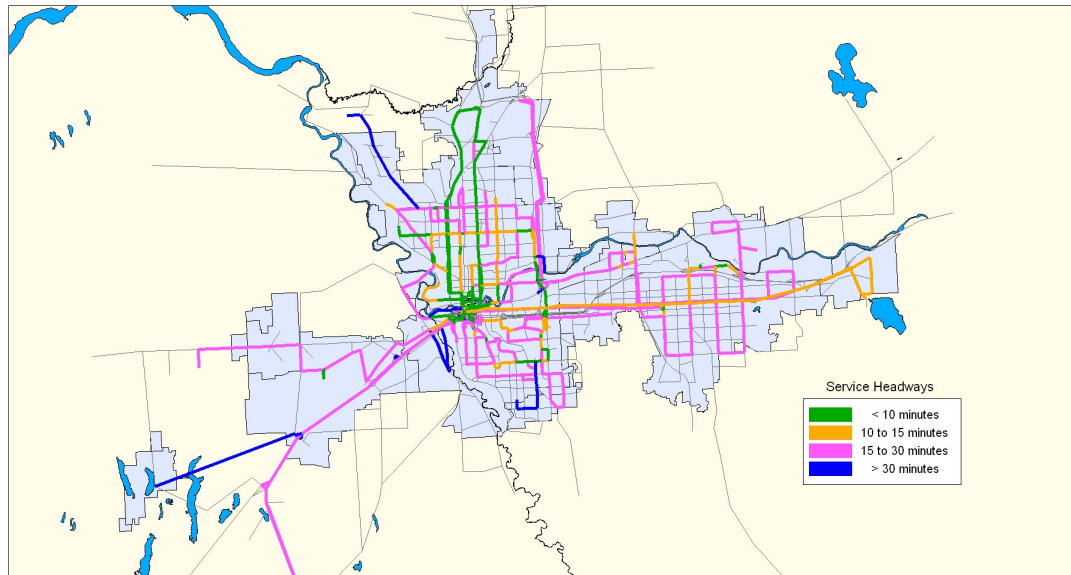 Service Headways
< 10 minutes
10 to 15 minutes
15 to 30 minutes
> 30 minutes